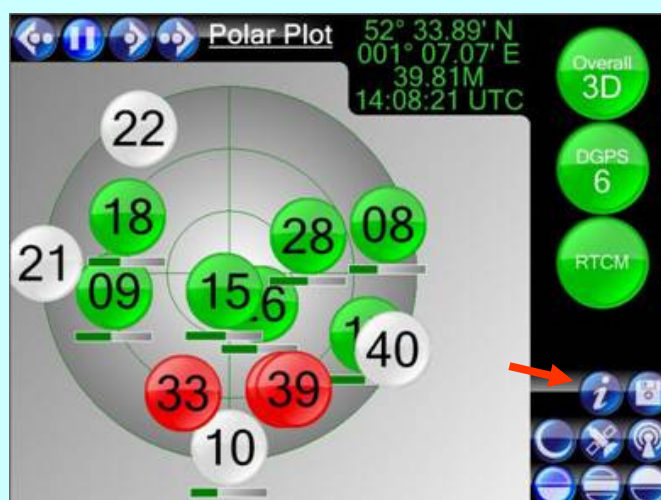 Polar Plot
52° 33.89' N
001° 07.07' E
39.81M
14:08:21 UTC
Overall
3D
DGPS
6
RTCM
22
18
28
08
21
09
15
40
33
39
10
i